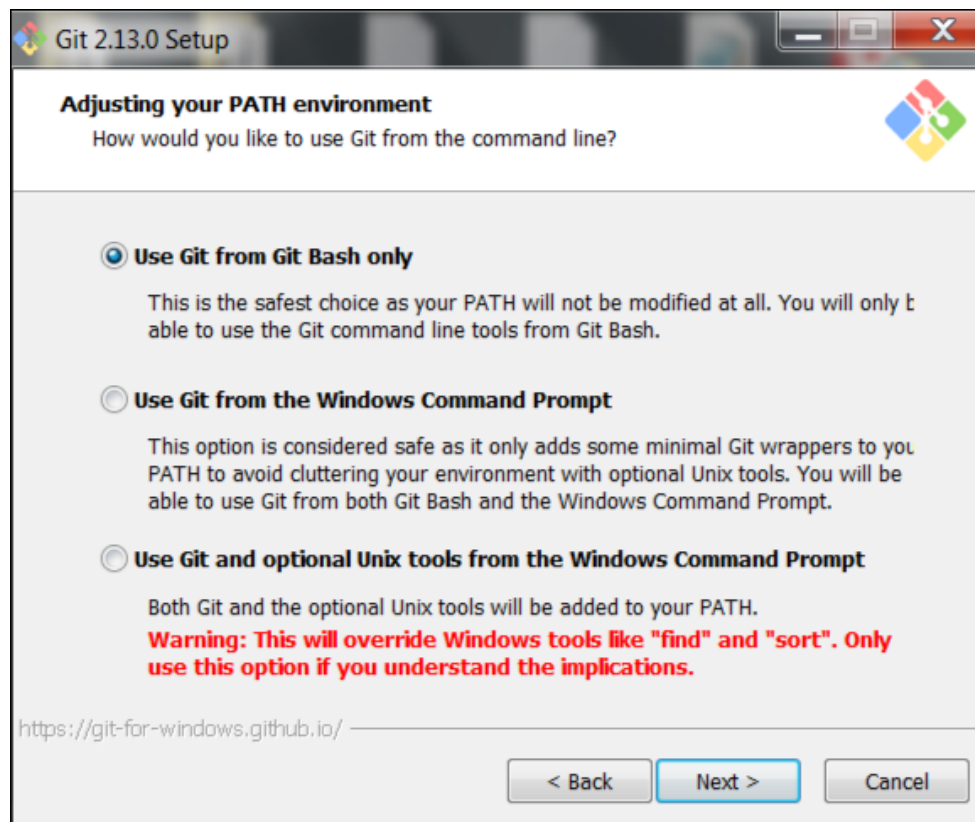 Git 2.13.0 Setup
Adjusting your PATH environment
How would you like to use Git from the command line?
Use Git from Git Bash only
This is the safest choice as your PATH will not be modified at all. You will only b
able to use the Git command line tools from Git Bash.
Use Git from the Windows Command Prompt
This option is considered safe as it only adds some minimal Git wrappers to you
PATH to avoid cluttering your environment with optional Unix tools. You will be
able to use Git from both Git Bash and the Windows Command Prompt.
Use Git and optional Unix tools from the Windows Command Prompt
Both Git and the optional Unix tools will be added to your PATH.
Warning: This will override Windows tools like "find" and "sort". Only
use this option if you understand the implications.
https://git-for-windows.github.io/
< Back Next > Cancel